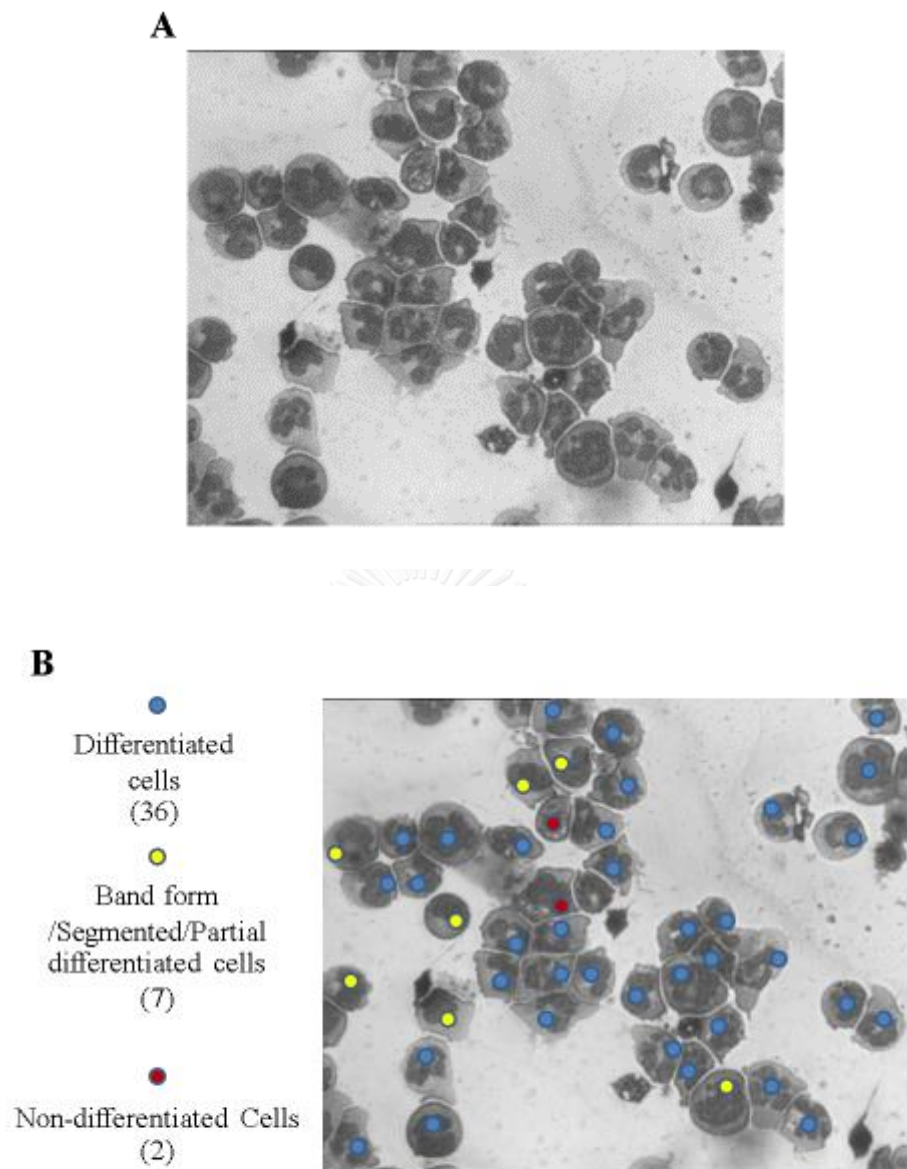 A
B
Differentiated
cells
(36)
Band form
/Segmented/Partial
differentiated cells
(7)
Non-differentiated Cells
(2)